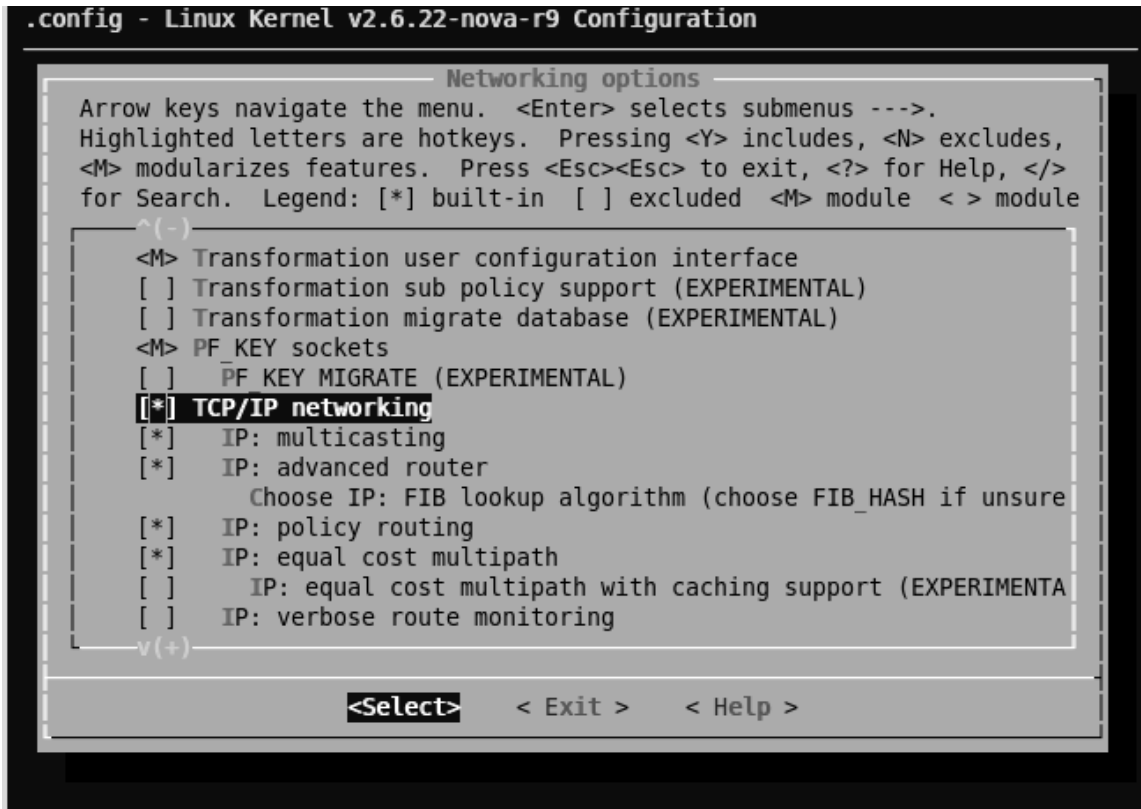 .config - Linux Kernel v2.6.22-nova-r9 Configuration
Networking options
Arrow keys navigate the menu.  <Enter> selects submenus --->.
Highlighted letters are hotkeys.  Pressing <Y> includes, <N> excludes,
<M> modularizes features.  Press <Esc><Esc> to exit, <?> for Help, </>
for Search.  Legend: [*] built-in  [ ] excluded  <M> module  < > module
^(-)
<M> Transformation user configuration interface
[ ] Transformation sub policy support (EXPERIMENTAL)
[ ] Transformation migrate database (EXPERIMENTAL)
<M> PF_KEY sockets
[ ]   PF_KEY MIGRATE (EXPERIMENTAL)
[*] TCP/IP networking
[*]   IP: multicasting
[*]   IP: advanced router
Choose IP: FIB lookup algorithm (choose FIB_HASH if unsure
[*]   IP: policy routing
[*]   IP: equal cost multipath
[ ]     IP: equal cost multipath with caching support (EXPERIMENTA
[ ]   IP: verbose route monitoring
v(+)
<Select>    < Exit >    < Help >